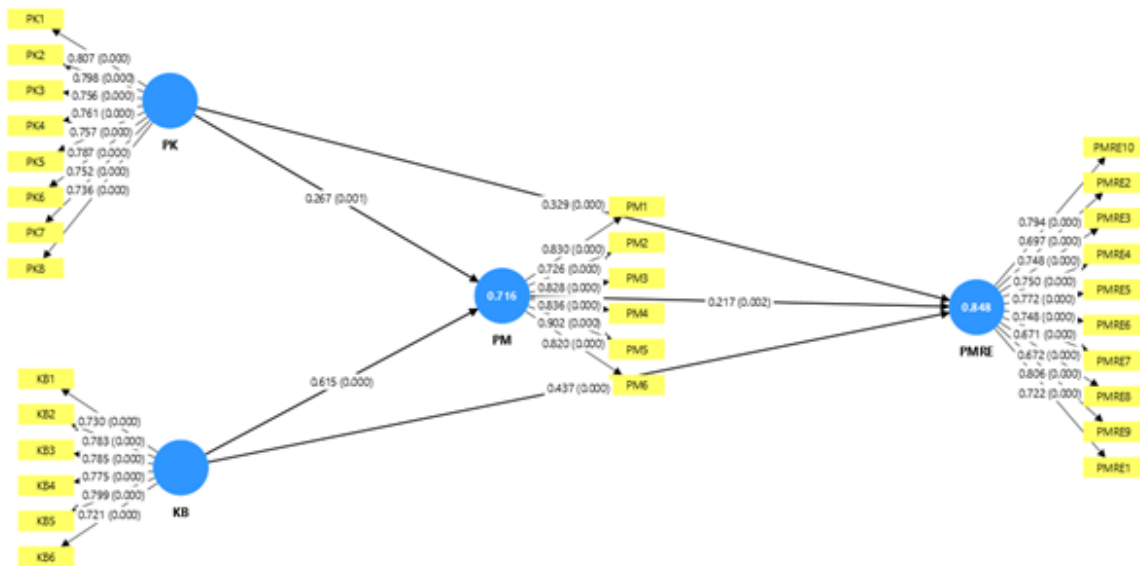 PK1
PK2
PK3
PK4
PK5
PK6
PK7
PK8
0.807 (0.000)
0.798 (0.000)
0.756 (0.000)
0.761 (0.000)
0.757 (0.000)
0.787 (0.000)
0.752 (0.000)
0.736 (0.000)
PK
0.267 (0.001)
0.329 (0.000)
PM1
PM2
PM3
PM4
PM5
PM6
0.830 (0.000)
0.726 (0.000)
0.828 (0.000)
0.836 (0.000)
0.902 (0.000)
0.820 (0.000)
0.716
PM
0.217 (0.002)
0.615 (0.000)
0.437 (0.000)
KB1
KB2
KB3
KB4
KB5
KB6
0.730 (0.000)
0.783 (0.000)
0.785 (0.000)
0.775 (0.000)
0.799 (0.000)
0.721 (0.000)
KB
0.848
PMRE
0.794 (0.000)
0.697 (0.000)
0.748 (0.000)
0.750 (0.000)
0.772 (0.000)
0.748 (0.000)
0.671 (0.000)
0.672 (0.000)
0.806 (0.000)
0.722 (0.000)
PMRE10
PMRE2
PMRE3
PMRE4
PMRE5
PMRE6
PMRE7
PMRE8
PMRE9
PMRE1